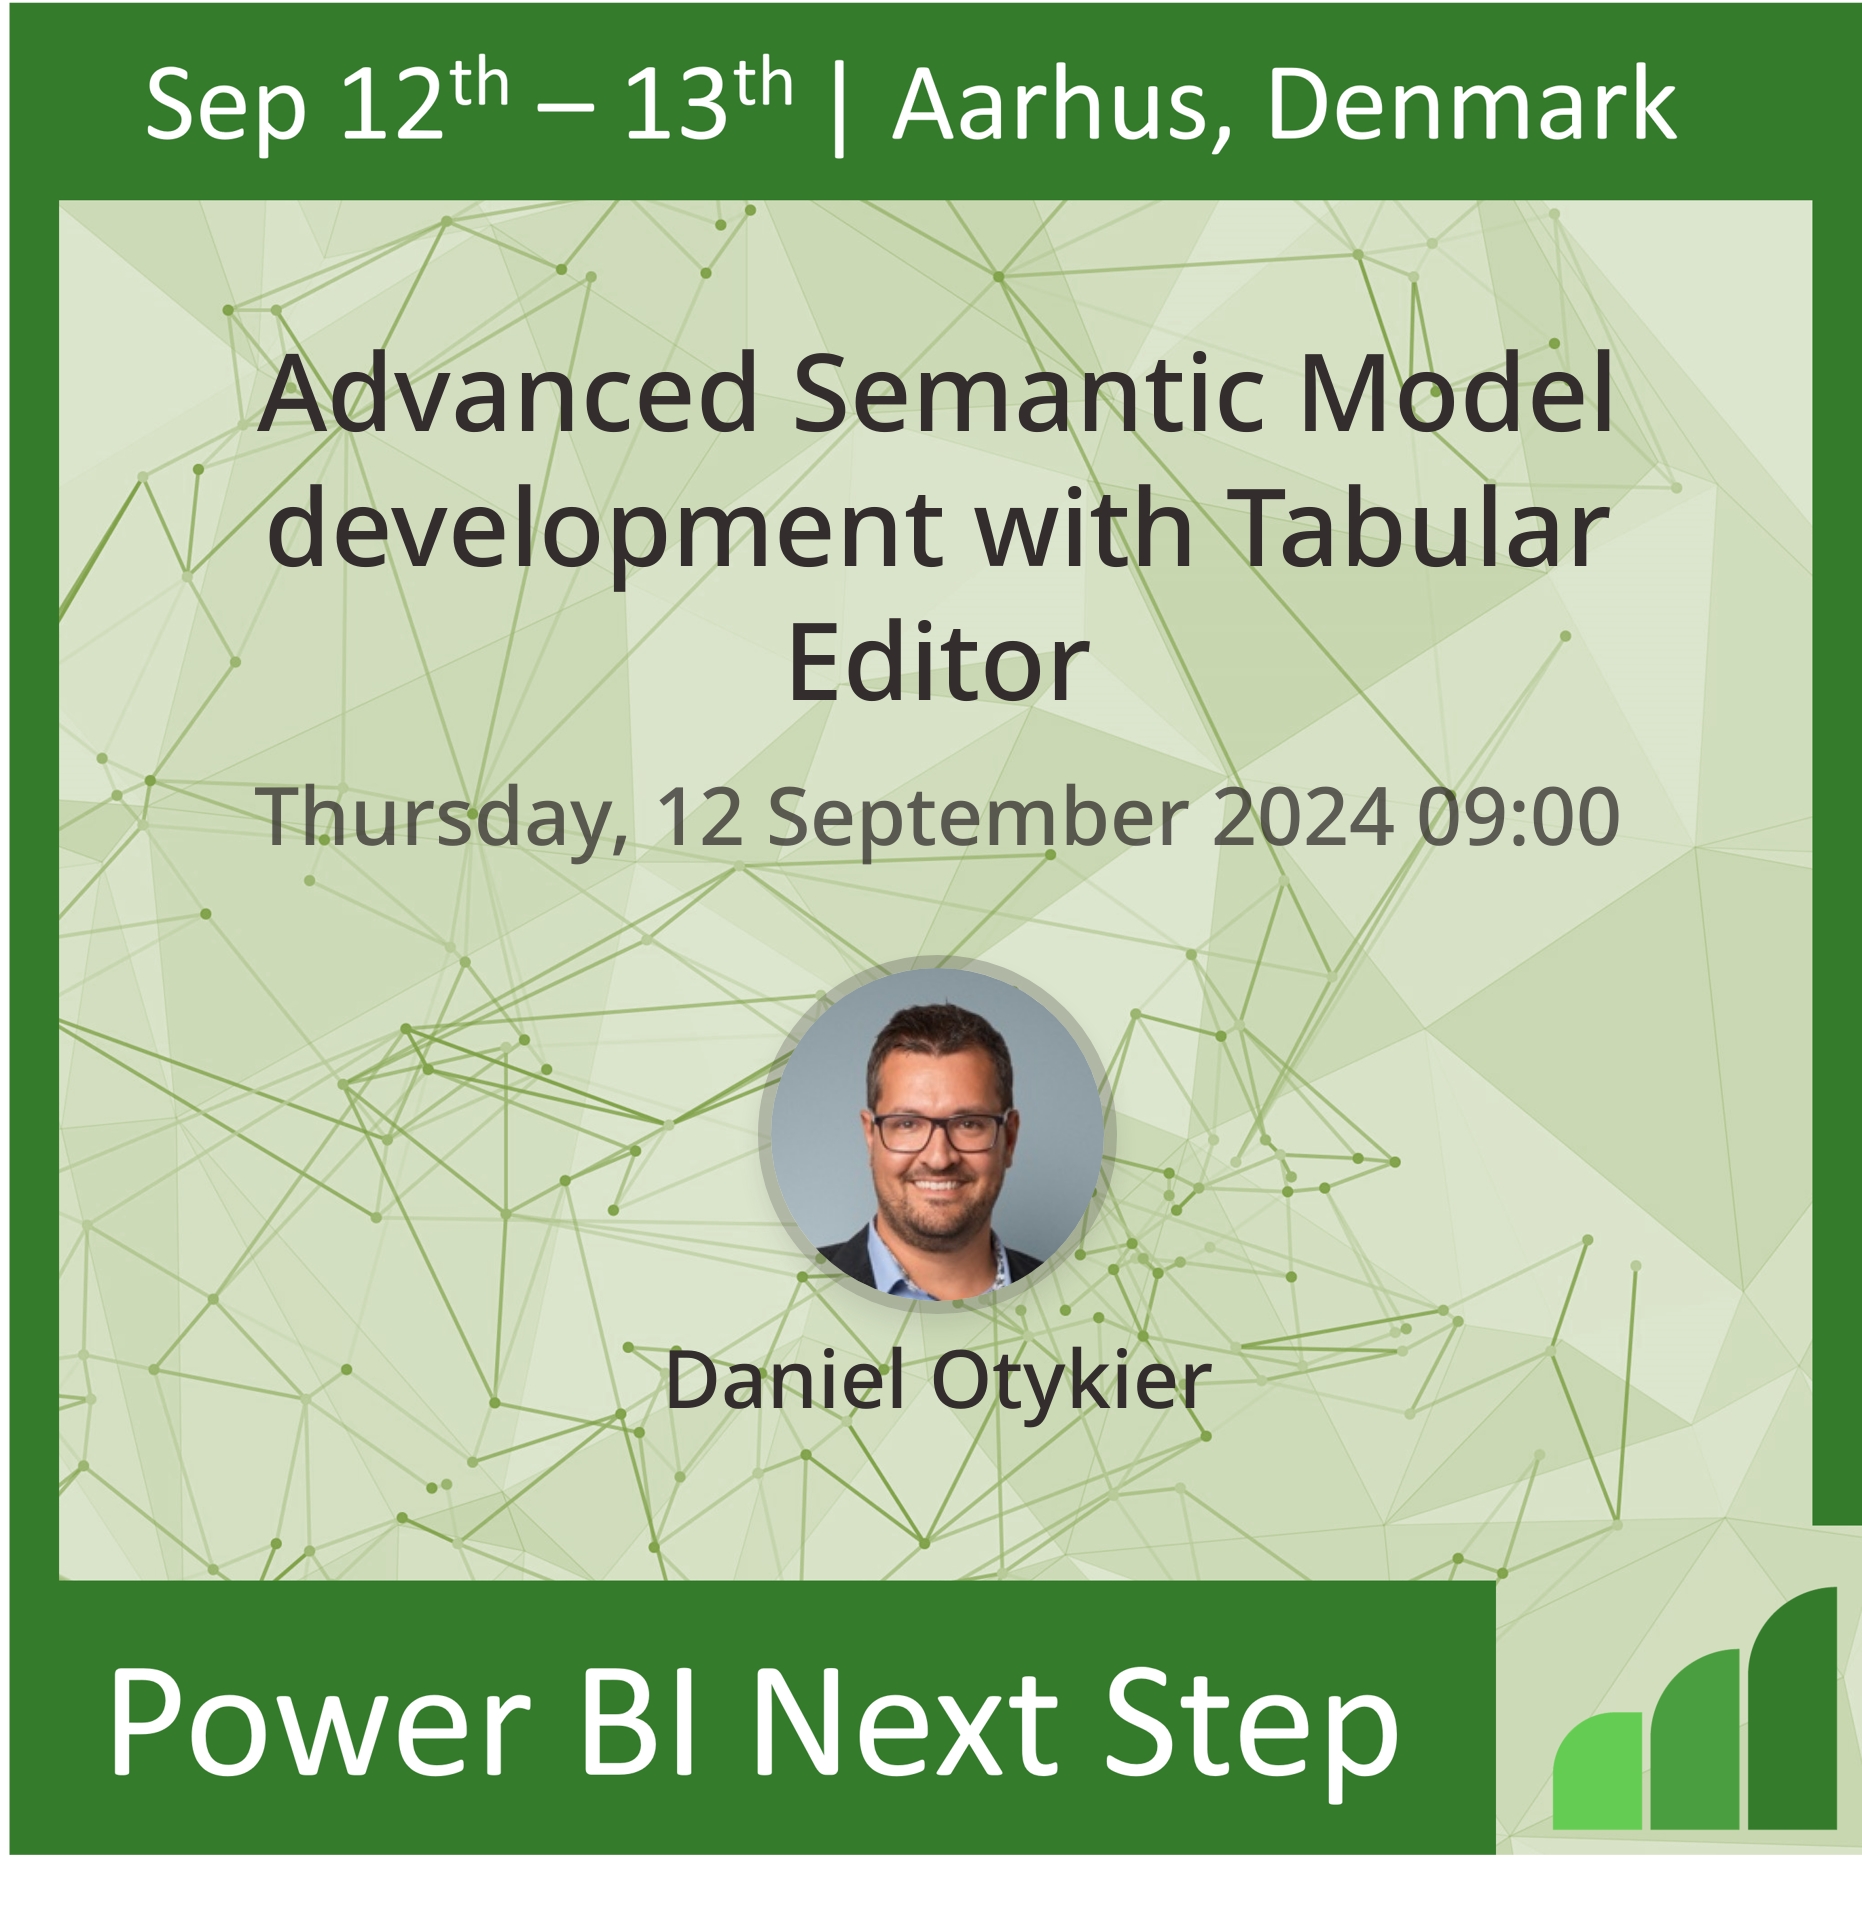 Sep 12th – 13th | Aarhus, Denmark
Advanced Semantic Model
development with Tabular
Editor
Thursday, 12 September 2024 09:00
Daniel Otykier
Power BI Next Step